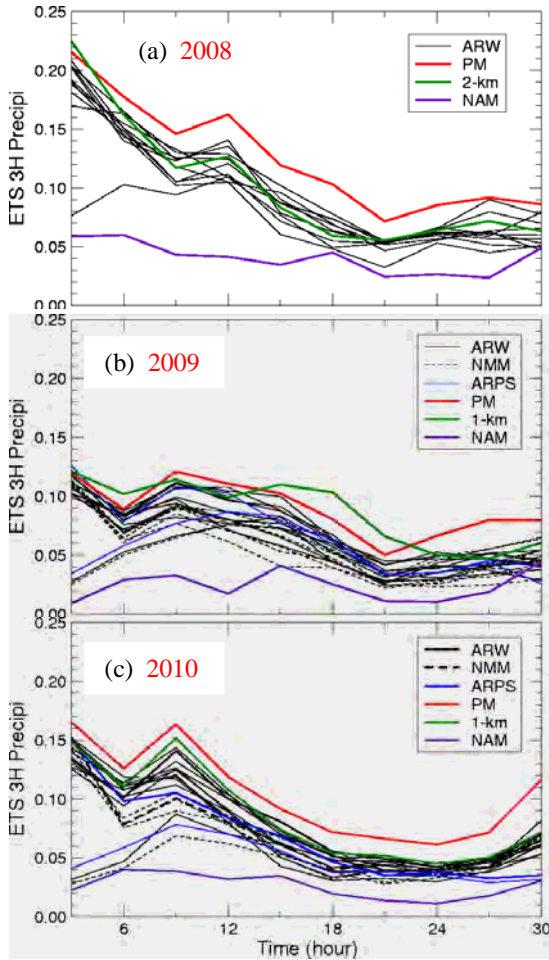 0.25
(a) 2008
ARW
PM
2-km
NAM
0.20
0.15
0.10
0.05
0.00
ETS 3H Precipi
0.25
(b) 2009
ARW
NMM
ARPS
PM
1-km
NAM
0.20
0.15
0.10
0.05
0.00
ETS 3H Precipi
0.25
(c) 2010
ARW
NMM
ARPS
PM
1-km
NAM
0.20
0.15
0.10
0.05
0.00
ETS 3H Precipi
6 12 18 24 30
Time (hour)